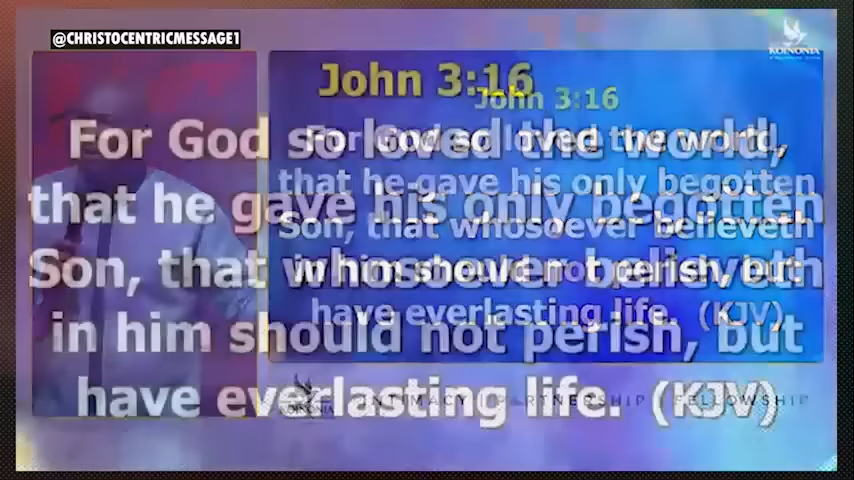 @CHRISTOCENTRICMESSAGE1
KOINONIA
John 3:16
For God so loved the world,
that he gave his only begotten
Son, that whosoever believeth
in him should not perish, but
have everlasting life. (KJV)
John 3:16
For God so loved the world,
that he gave his only begotten
Son, that whosoever believeth
in him should not perish, but
have everlasting life. (KJV)
KOINONIA
INTIMACY | PARTNERSHIP | FELLOWSHIP